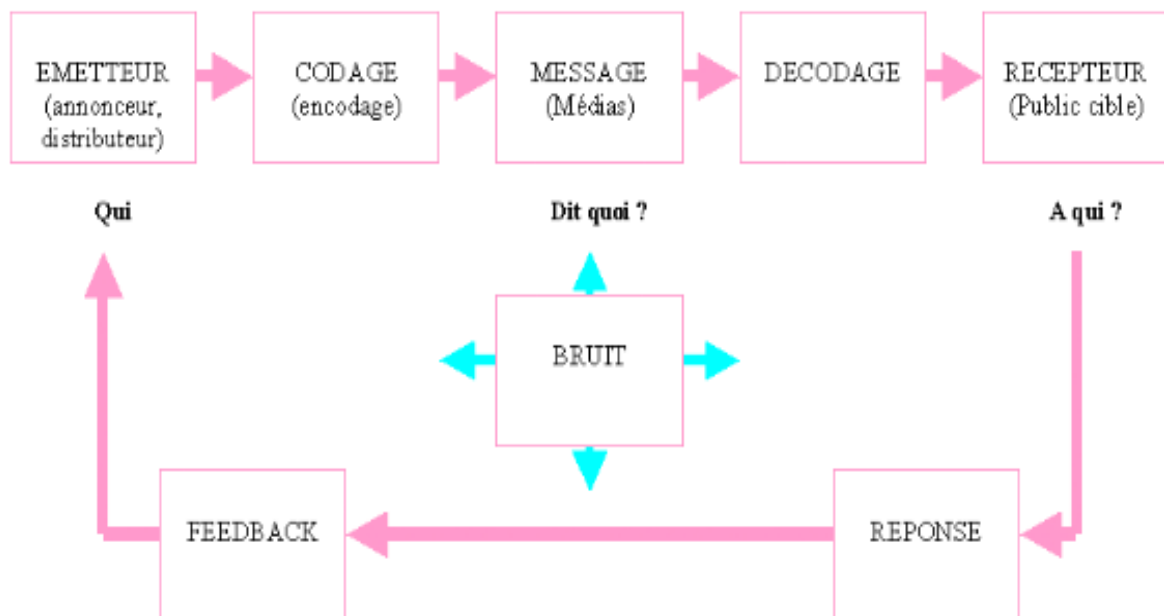 EMETTEUR
(annonceur,
distributeur)
CODAGE
(encodage)
MESSAGE
(Médias)
DECODAGE
RECEPTEUR
(Public cible)
Qui
Dit quoi ?
A qui ?
BRUIT
FEEDBACK
REPONSE